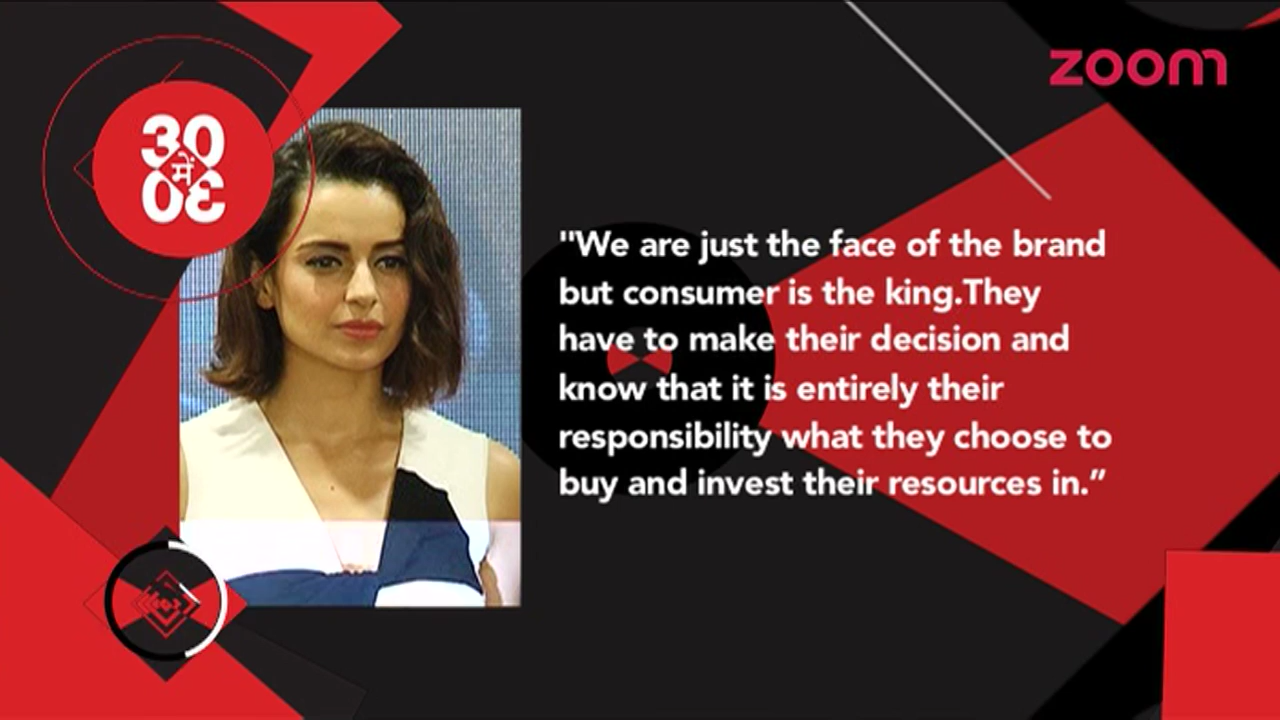 zoom
30
में
30
"We are just the face of the brand
but consumer is the king.They
have to make their decision and
know that it is entirely their
responsibility what they choose to
buy and invest their resources in.”